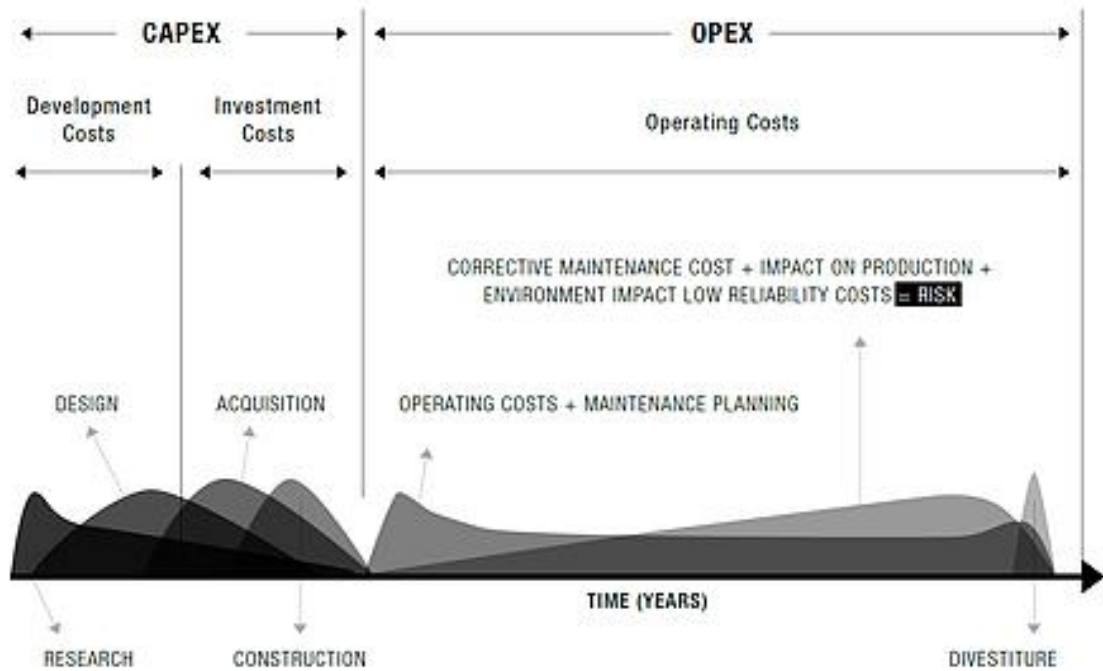 CAPEX
OPEX
Development
Costs
Investment
Costs
Operating Costs
CORRECTIVE MAINTENANCE COST + IMPACT ON PRODUCTION +
ENVIRONMENT IMPACT LOW RELIABILITY COSTS = RISK
DESIGN
ACQUISITION
OPERATING COSTS + MAINTENANCE PLANNING
TIME (YEARS)
RESEARCH
CONSTRUCTION
DIVESTITURE